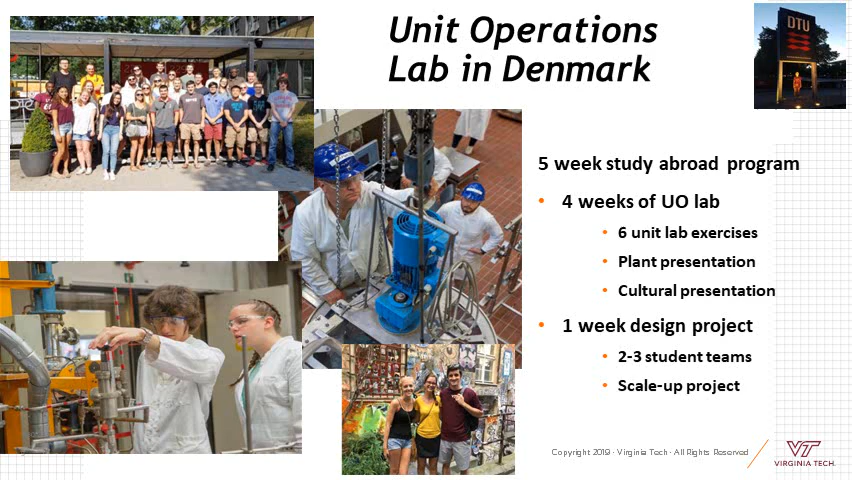 Unit Operations
Lab in Denmark
DTU
5 week study abroad program
• 4 weeks of UO lab
• 6 unit lab exercises
• Plant presentation
• Cultural presentation
• 1 week design project
• 2-3 student teams
• Scale-up project
Copyright 2019 · Virginia Tech · All Rights Reserved
VT
VIRGINIA TECH.